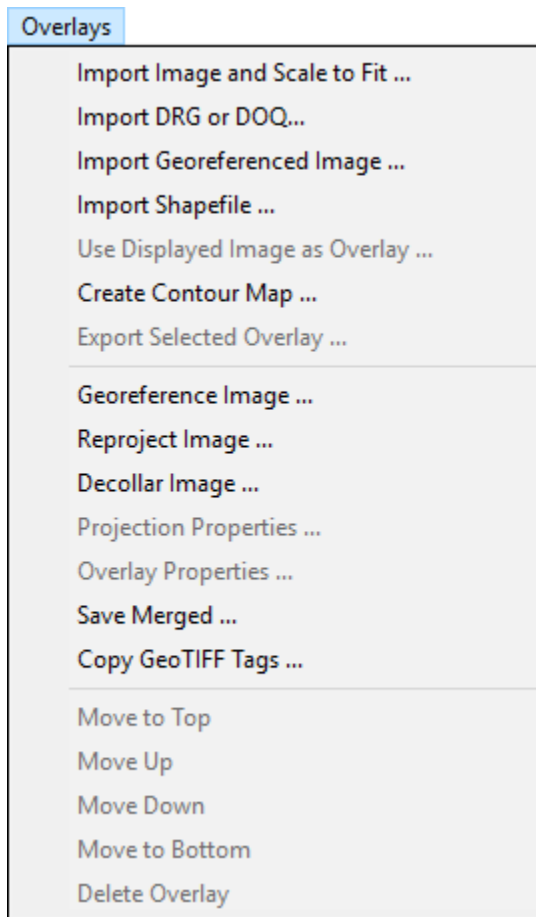 Overlays
Import Image and Scale to Fit ...
Import DRG or DOQ...
Import Georeferenced Image ...
Import Shapefile ...
Use Displayed Image as Overlay ...
Create Contour Map ...
Export Selected Overlay ...
Georeference Image ...
Reproject Image ...
Decollar Image ...
Projection Properties ...
Overlay Properties ...
Save Merged ...
Copy GeoTIFF Tags ...
Move to Top
Move Up
Move Down
Move to Bottom
Delete Overlay